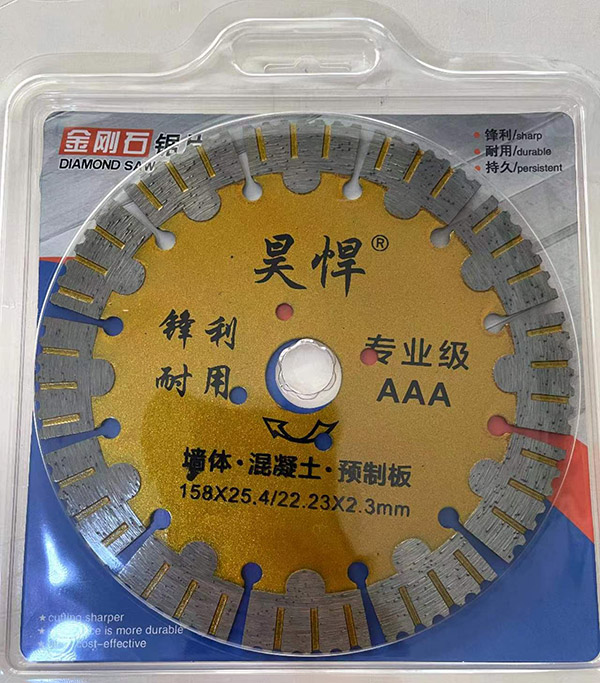 金刚石锯片
DIAMOND SAW
锋利/sharp
耐用/durable
持久/persistent
昊悍®
锋利
耐用
专业级
AAA
墙体·混凝土·预制板
158X25.4/22.23X2.3mm
★cutting sharper
is more durable
cost-effective